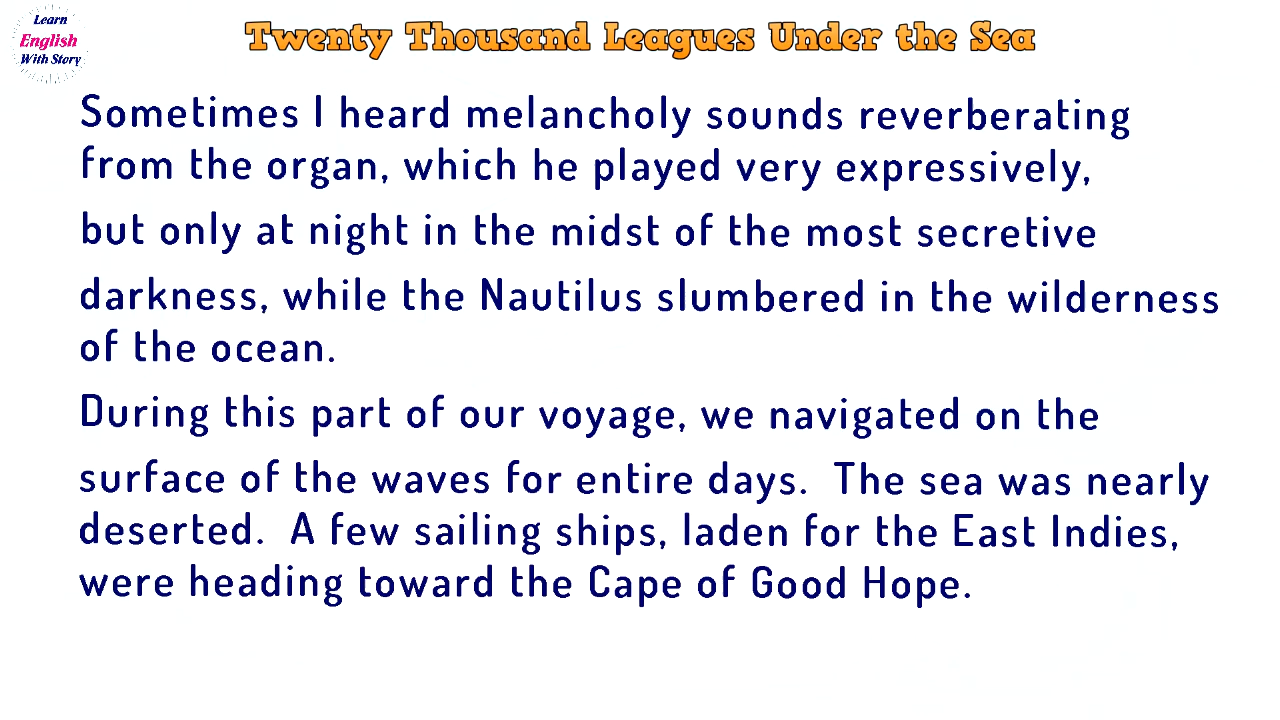 Learn
English
With Story
Twenty Thousand Leagues Under the Sea
Sometimes I heard melancholy sounds reverberating
from the organ, which he played very expressively,
but only at night in the midst of the most secretive
darkness, while the Nautilus slumbered in the wilderness
of the ocean.
During this part of our voyage, we navigated on the
surface of the waves for entire days.  The sea was nearly
deserted.  A few sailing ships, laden for the East Indies,
were heading toward the Cape of Good Hope.